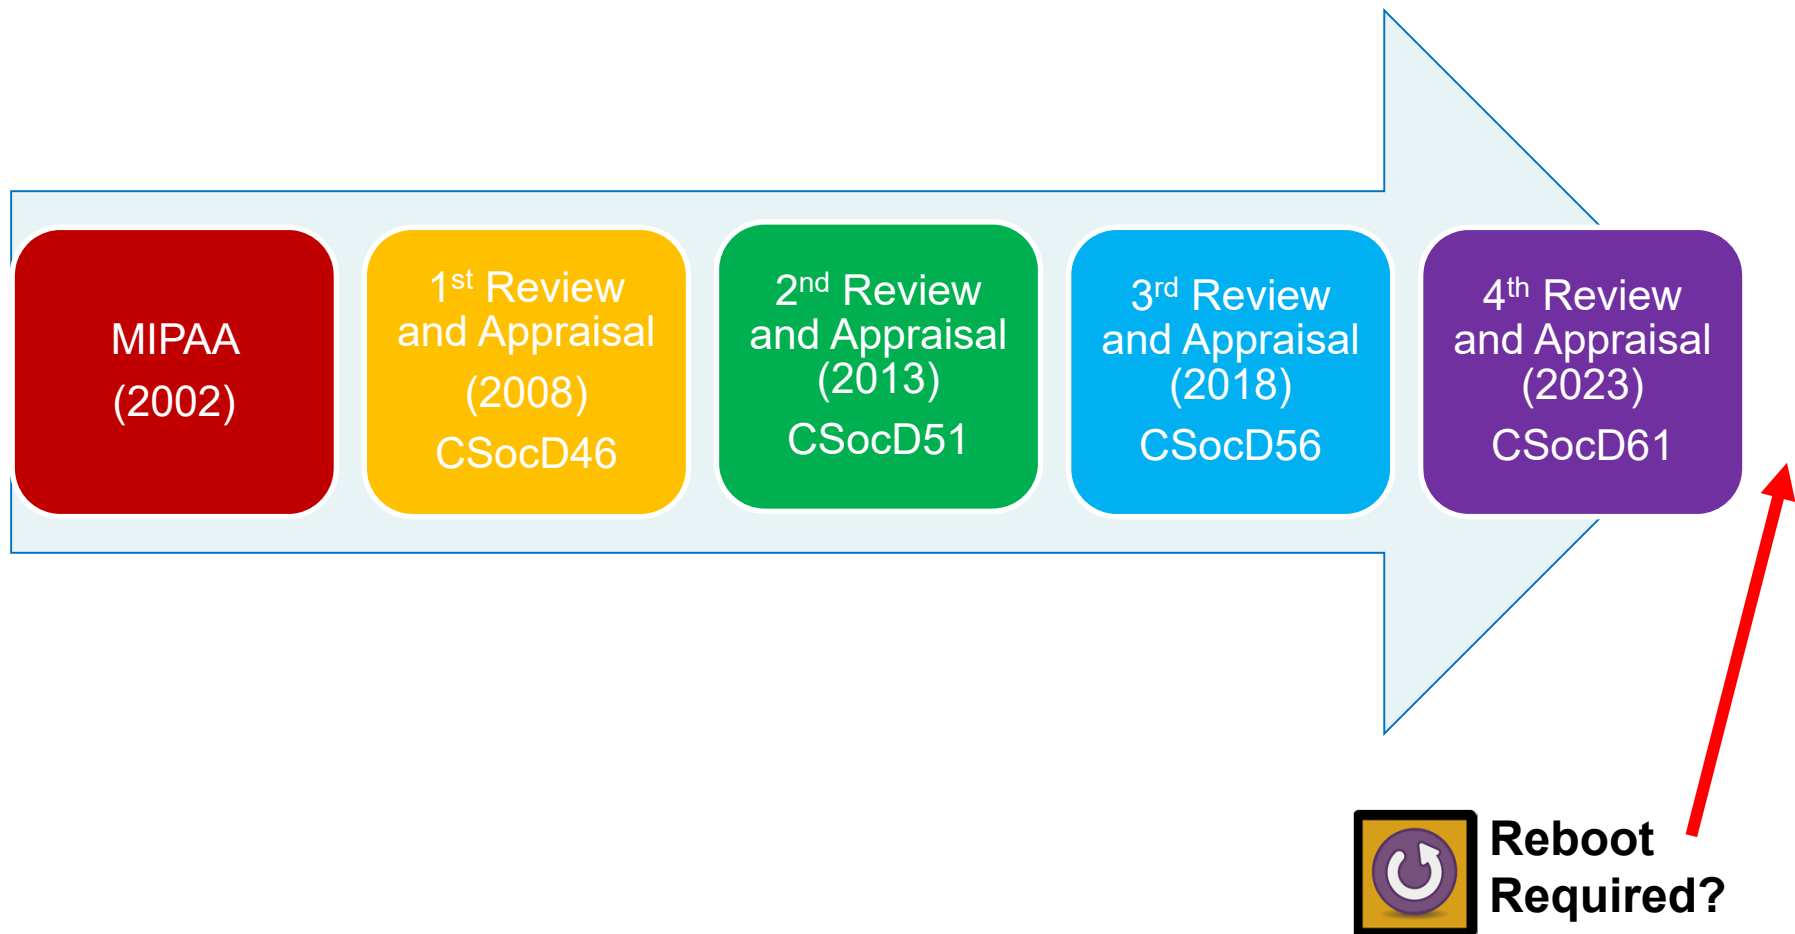 MIPAA
(2002)
1st Review
and Appraisal
(2008)
CSocD46
2nd Review
and Appraisal
(2013)
CSocD51
3rd Review
and Appraisal
(2018)
CSocD56
4th Review
and Appraisal
(2023)
CSocD61
Reboot
Required?